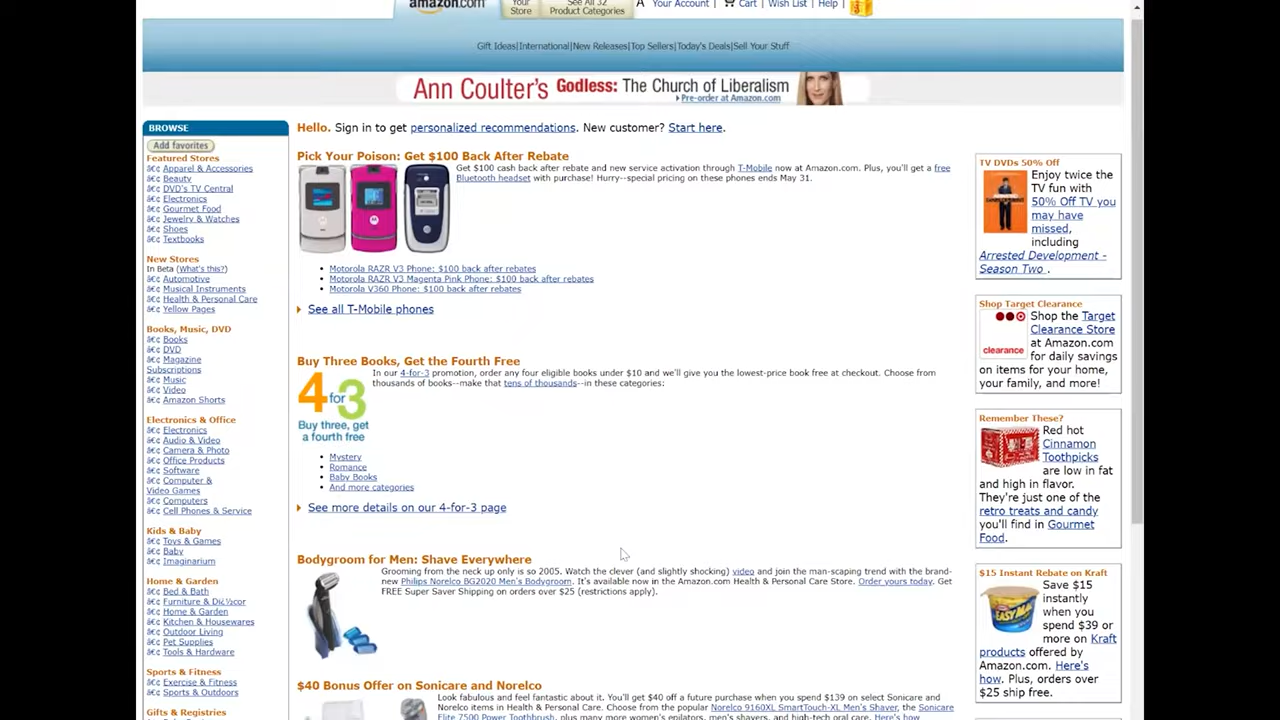 amazon.com
Your Store
See All 32 Product Categories
Your Account | Cart | Wish List | Help |
Gift Ideas|International|New Releases|Top Sellers|Today's Deals|Sell Your Stuff
Ann Coulter's Godless: The Church of Liberalism
Pre-order at Amazon.com
BROWSE
Add favorites
Featured Stores
• Apparel & Accessories
• Beauty
• DVD's TV Central
• Electronics
• Gourmet Food
• Jewelry & Watches
• Shoes
• Textbooks
New Stores
In Beta (What's this?)
• Automotive
• Musical Instruments
• Health & Personal Care
• Yellow Pages
Books, Music, DVD
• Books
• DVD
• Magazine
Subscriptions
• Music
• Video
• Amazon Shorts
Electronics & Office
• Electronics
• Audio & Video
• Camera & Photo
• Office Products
• Software
• Computer &
Video Games
• Computers
• Cell Phones & Service
Kids & Baby
• Toys & Games
• Baby
• Imaginarium
Home & Garden
• Bed & Bath
• Furniture &
• Home & Garden
• Kitchen & Housewares
• Outdoor Living
• Pet Supplies
• Tools & Hardware
Sports & Fitness
• Exercise & Fitness
• Sports & Outdoors
Gifts & Registries
Hello. Sign in to get personalized recommendations. New customer? Start here.
Pick Your Poison: Get $100 Back After Rebate
Get $100 cash back after rebate and new service activation through T-Mobile now at Amazon.com. Plus, you'll get a free
Bluetooth headset with purchase! Hurry--special pricing on these phones ends May 31.
• Motorola RAZR V3 Phone: $100 back after rebates
• Motorola RAZR V3 Magenta Pink Phone: $100 back after rebates
• Motorola V360 Phone: $100 back after rebates
See all T-Mobile phones
Buy Three Books, Get the Fourth Free
In our 4-for-3 promotion, order any four eligible books under $10 and we'll give you the lowest-price book free at checkout. Choose from
thousands of books--make that tens of thousands--in these categories:
4 for 3
Buy three, get
a fourth free
• Mystery
• Romance
• Baby Books
• And more categories
See more details on our 4-for-3 page
Bodygroom for Men: Shave Everywhere
Grooming from the neck up only is so 2005. Watch the clever (and slightly shocking) video and join the man-scaping trend with the brand-
new Philips Norelco BG2020 Men's Bodygroom. It's available now in the Amazon.com Health & Personal Care Store. Order yours today. Get
FREE Super Saver Shipping on orders over $25 (restrictions apply).
$40 Bonus Offer on Sonicare and Norelco
Look fabulous and feel fantastic about it. You'll get $40 off a future purchase when you spend $139 on select Sonicare and
Norelco items in Health & Personal Care. Choose from the popular Norelco 9160XL SmartTouch-XL Men's Shaver, the Sonicare
Elite 7500 Power Toothbrush, plus many more women's epilators, men's shavers, and high-tech oral care. Here's how
TV DVDs 50% Off
Enjoy twice the
TV fun with
50% Off TV you
may have
missed,
including
Arrested Development -
Season Two .
Shop Target Clearance
clearance
Shop the Target
Clearance Store
at Amazon.com
for daily savings
on items for your home,
your family, and more!
Remember These?
Red hot
Cinnamon
Toothpicks
are low in fat
and high in flavor.
They're just one of the
retro treats and candy
you'll find in Gourmet
Food.
$15 Instant Rebate on Kraft
Save $15
instantly
when you
spend $39 or
more on Kraft
products offered by
Amazon.com. Here's
how. Plus, orders over
$25 ship free.